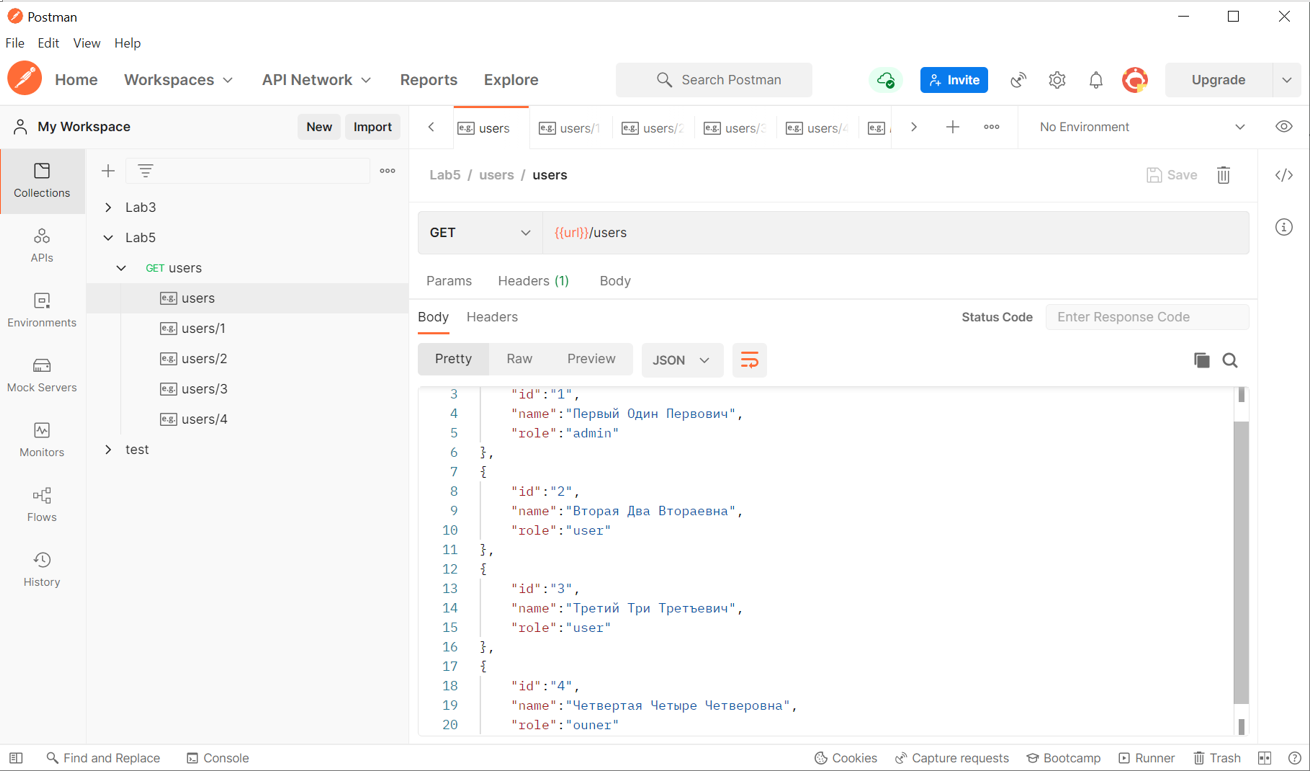 Postman
File Edit View Help
Home Workspaces API Network Reports Explore Search Postman Invite Upgrade
My Workspace New Import
e.g. users e.g. users/1 e.g. users/2 e.g. users/3 e.g. users/4 e.g. No Environment
Lab5 / users / users Save
Collections
APIs
Environments
Mock Servers
Monitors
Flows
History
Lab3
Lab5
GET users
e.g. users
e.g. users/1
e.g. users/2
e.g. users/3
e.g. users/4
test
GET {{url}}/users
Params Headers (1) Body
Body Headers Status Code Enter Response Code
Pretty Raw Preview JSON
3 "id":"1",
4 "name":"Первый Один Первович",
5 "role":"admin"
6 },
7 {
8 "id":"2",
9 "name":"Вторая Два Втораевна",
10 "role":"user"
11 },
12 {
13 "id":"3",
14 "name":"Третий Три Третъевич",
15 "role":"user"
16 },
17 {
18 "id":"4",
19 "name":"Четвертая Четыре Четверовна",
20 "role":"ouner"
Find and Replace Console Cookies Capture requests Bootcamp Runner Trash